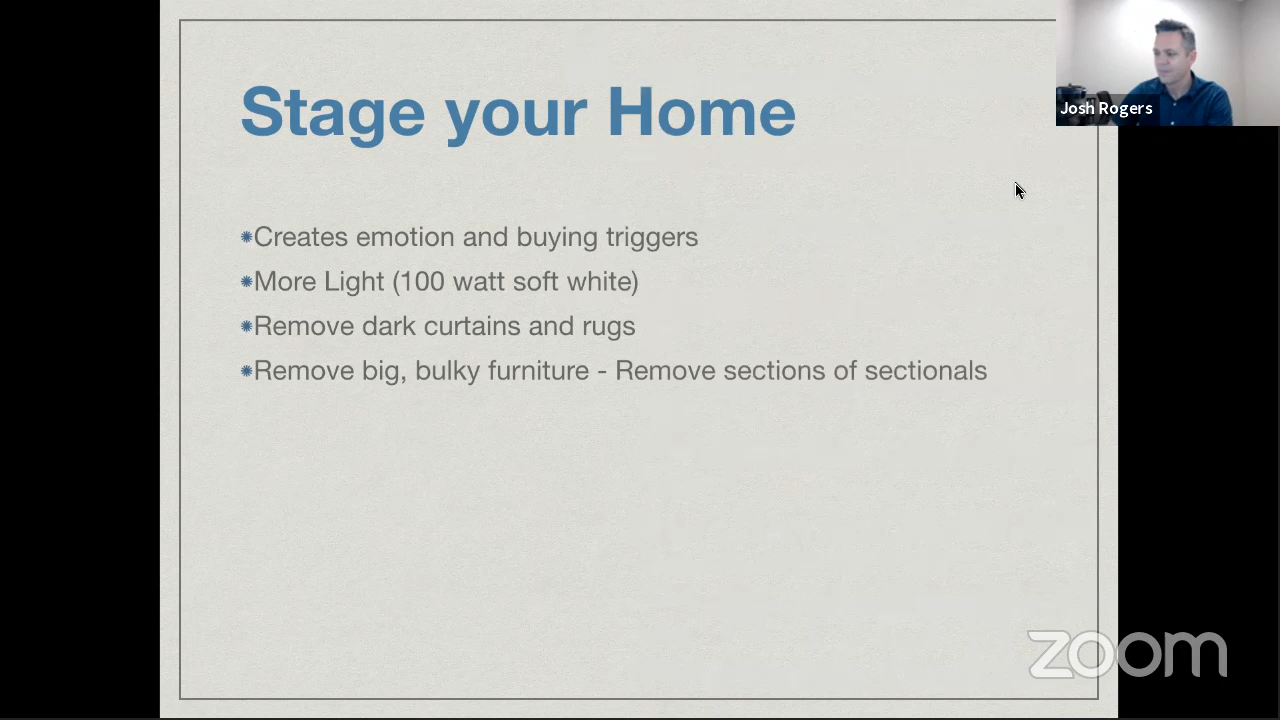 Stage your Home
Josh Rogers
Creates emotion and buying triggers
More Light (100 watt soft white)
Remove dark curtains and rugs
Remove big, bulky furniture - Remove sections of sectionals
zoom